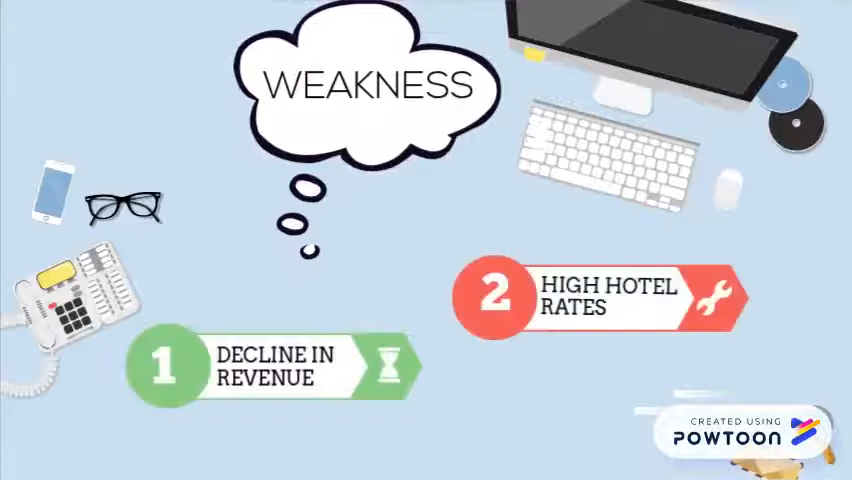 WEAKNESS
2
HIGH HOTEL
RATES
1
DECLINE IN
REVENUE
CREATED USING
POWTOON